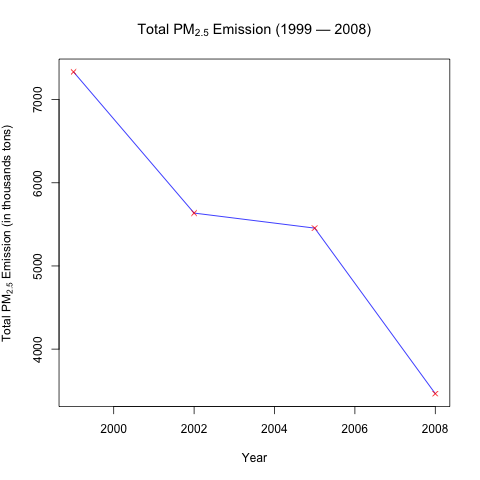 Total PM2.5 Emission (1999 — 2008)
Total PM2.5 Emission (in thousands tons)
7000
6000
5000
4000
2000 2002 2004 2006 2008
Year